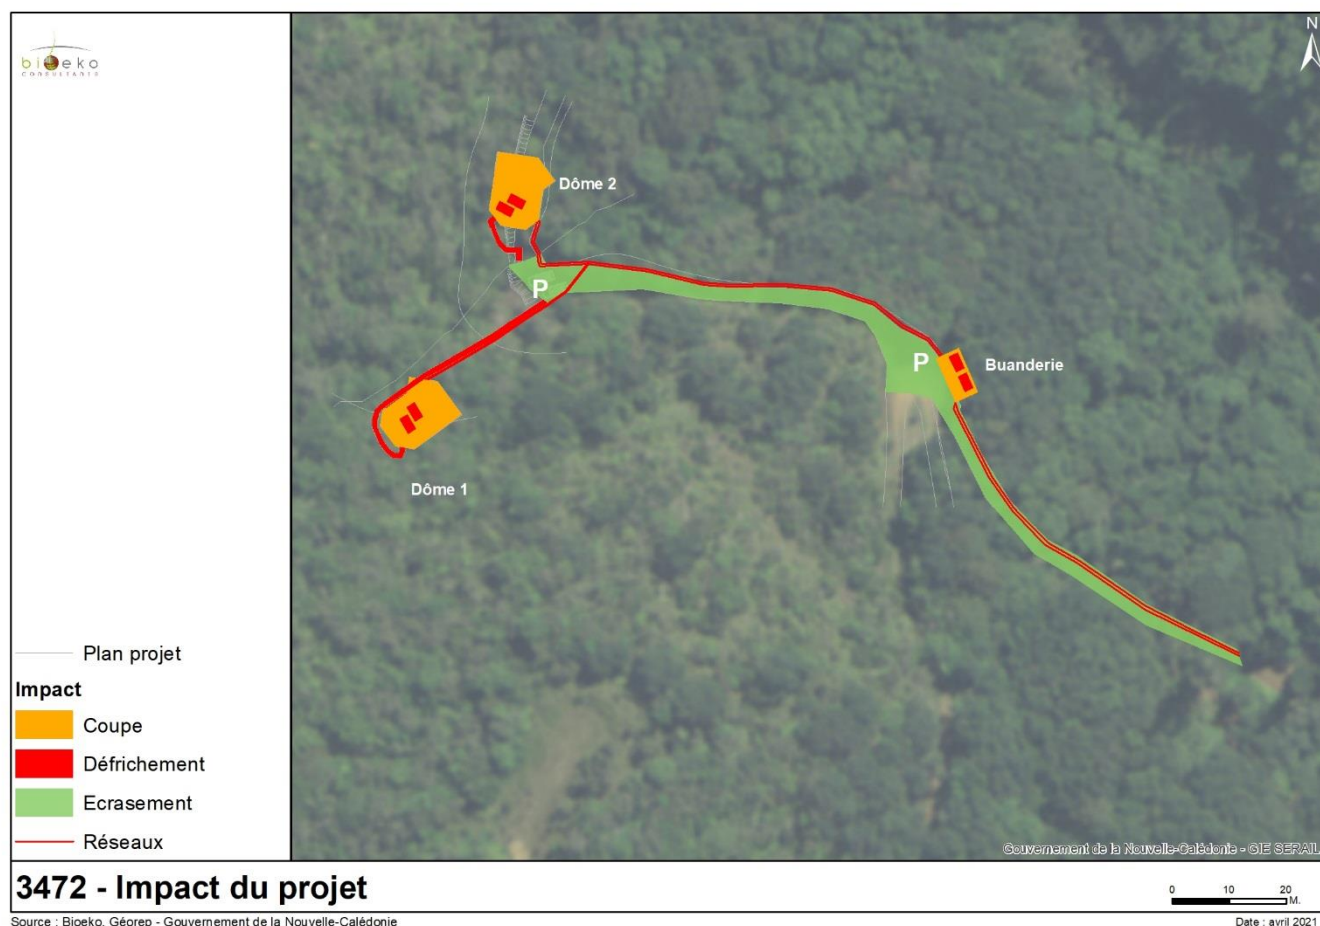 bioeko
CONSULTANTS
N
Dôme 2
P
P
Buanderie
Dôme 1
Plan projet
Impact
Coupe
Défrichement
Ecrasement
Réseaux
Gouvernement de la Nouvelle-Calédonie - GIE SERAIL
3472 - Impact du projet
0 10 20
M.
Source : Bioeko, Géorep - Gouvernement de la Nouvelle-Calédonie
Date : avril 2021